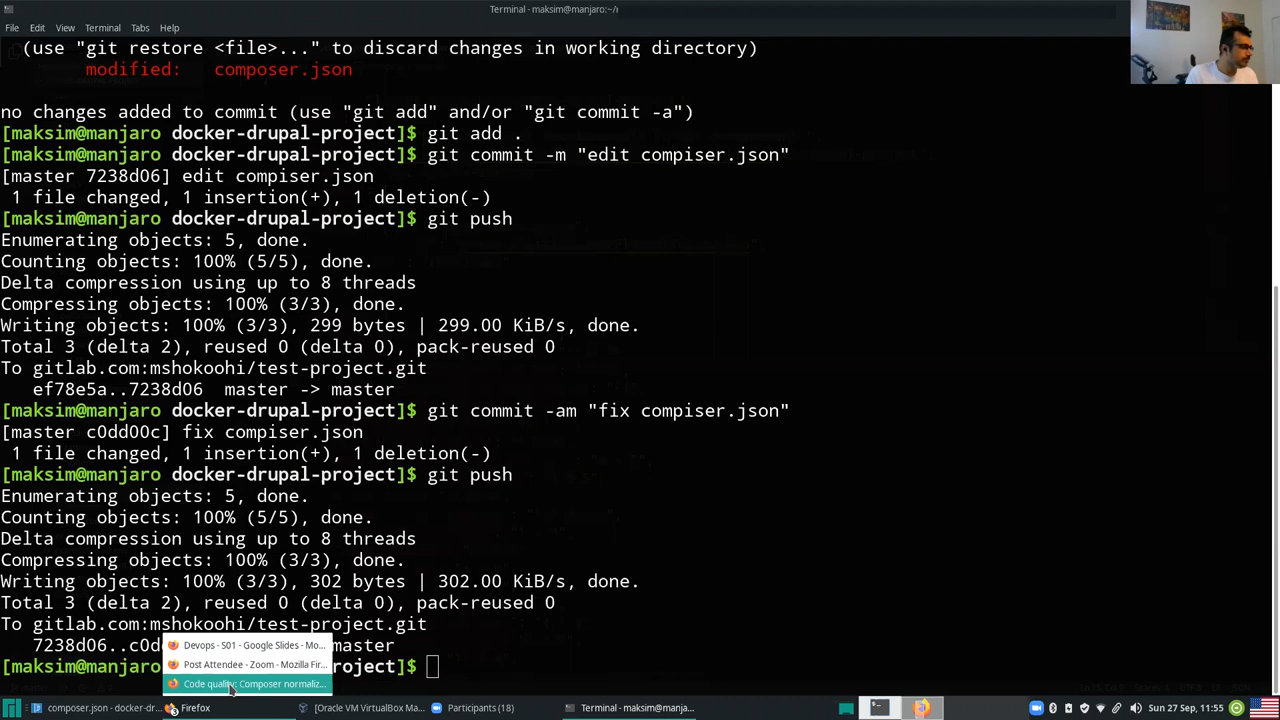 Terminal - maksim@manjaro:~/r
File Edit View Terminal Tabs Help
(use "git restore <file>..." to discard changes in working directory)
modified: composer.json
no changes added to commit (use "git add" and/or "git commit -a")
[maksim@manjaro docker-drupal-project]$ git add .
[maksim@manjaro docker-drupal-project]$ git commit -m "edit compiser.json"
[master 7238d06] edit compiser.json
1 file changed, 1 insertion(+), 1 deletion(-)
[maksim@manjaro docker-drupal-project]$ git push
Enumerating objects: 5, done.
Counting objects: 100% (5/5), done.
Delta compression using up to 8 threads
Compressing objects: 100% (3/3), done.
Writing objects: 100% (3/3), 299 bytes | 299.00 KiB/s, done.
Total 3 (delta 2), reused 0 (delta 0), pack-reused 0
To gitlab.com:mshokoohi/test-project.git
ef78e5a..7238d06 master -> master
[maksim@manjaro docker-drupal-project]$ git commit -am "fix compiser.json"
[master c0dd00c] fix compiser.json
1 file changed, 1 insertion(+), 1 deletion(-)
[maksim@manjaro docker-drupal-project]$ git push
Enumerating objects: 5, done.
Counting objects: 100% (5/5), done.
Delta compression using up to 8 threads
Compressing objects: 100% (3/3), done.
Writing objects: 100% (3/3), 302 bytes | 302.00 KiB/s, done.
Total 3 (delta 2), reused 0 (delta 0), pack-reused 0
To gitlab.com:mshokoohi/test-project.git
7238d06..c0d master
[maksim@manjaro rupal-project]$
Devops - S01 - Google Slides - Mo...
Post Attendee - Zoom - Mozilla Fir...
Code quality: Composer normaliz...
composer.json - docker-dr... 3 Firefox [Oracle VM VirtualBox Ma... Participants (18) Terminal - maksim@manja... Sun 27 Sep, 11:55